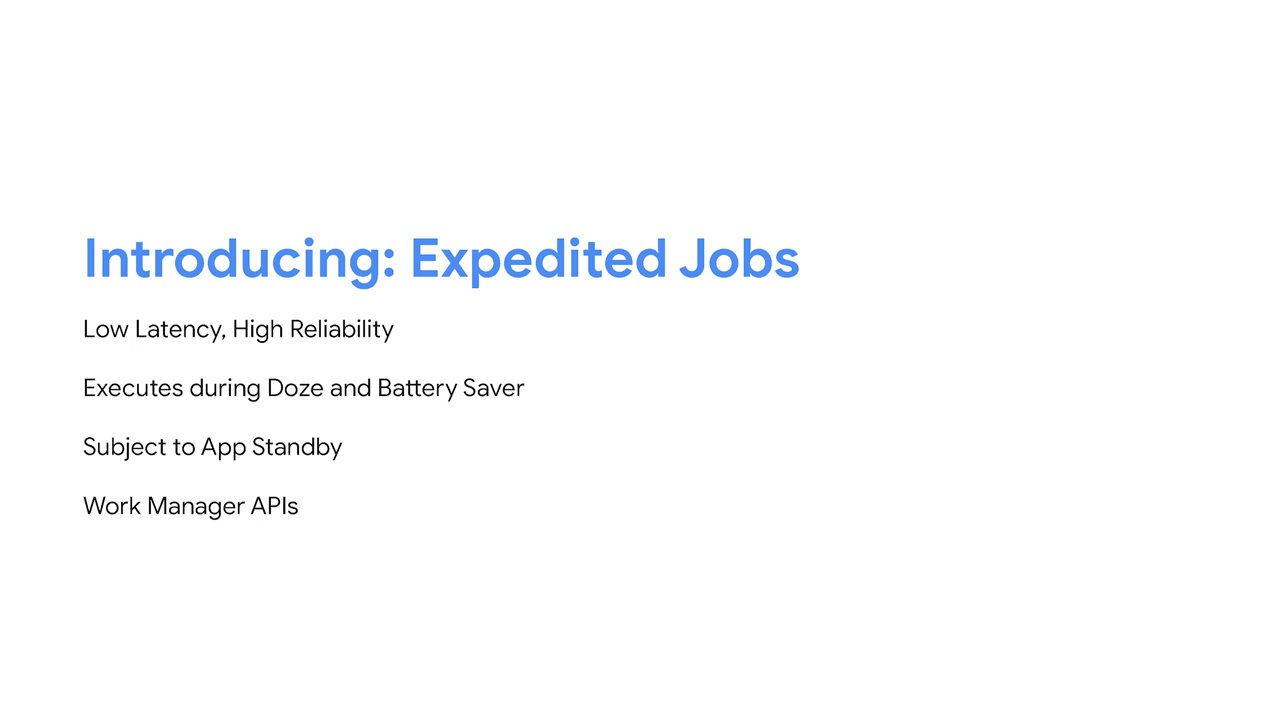 Introducing: Expedited Jobs
Low Latency, High Reliability
Executes during Doze and Battery Saver
Subject to App Standby
Work Manager APIs